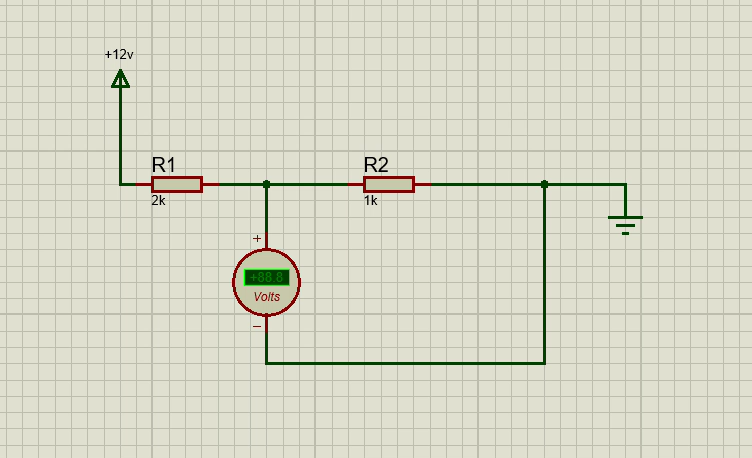 +12v
R1
R2
2k
1k
+
+88.8
Volts
−